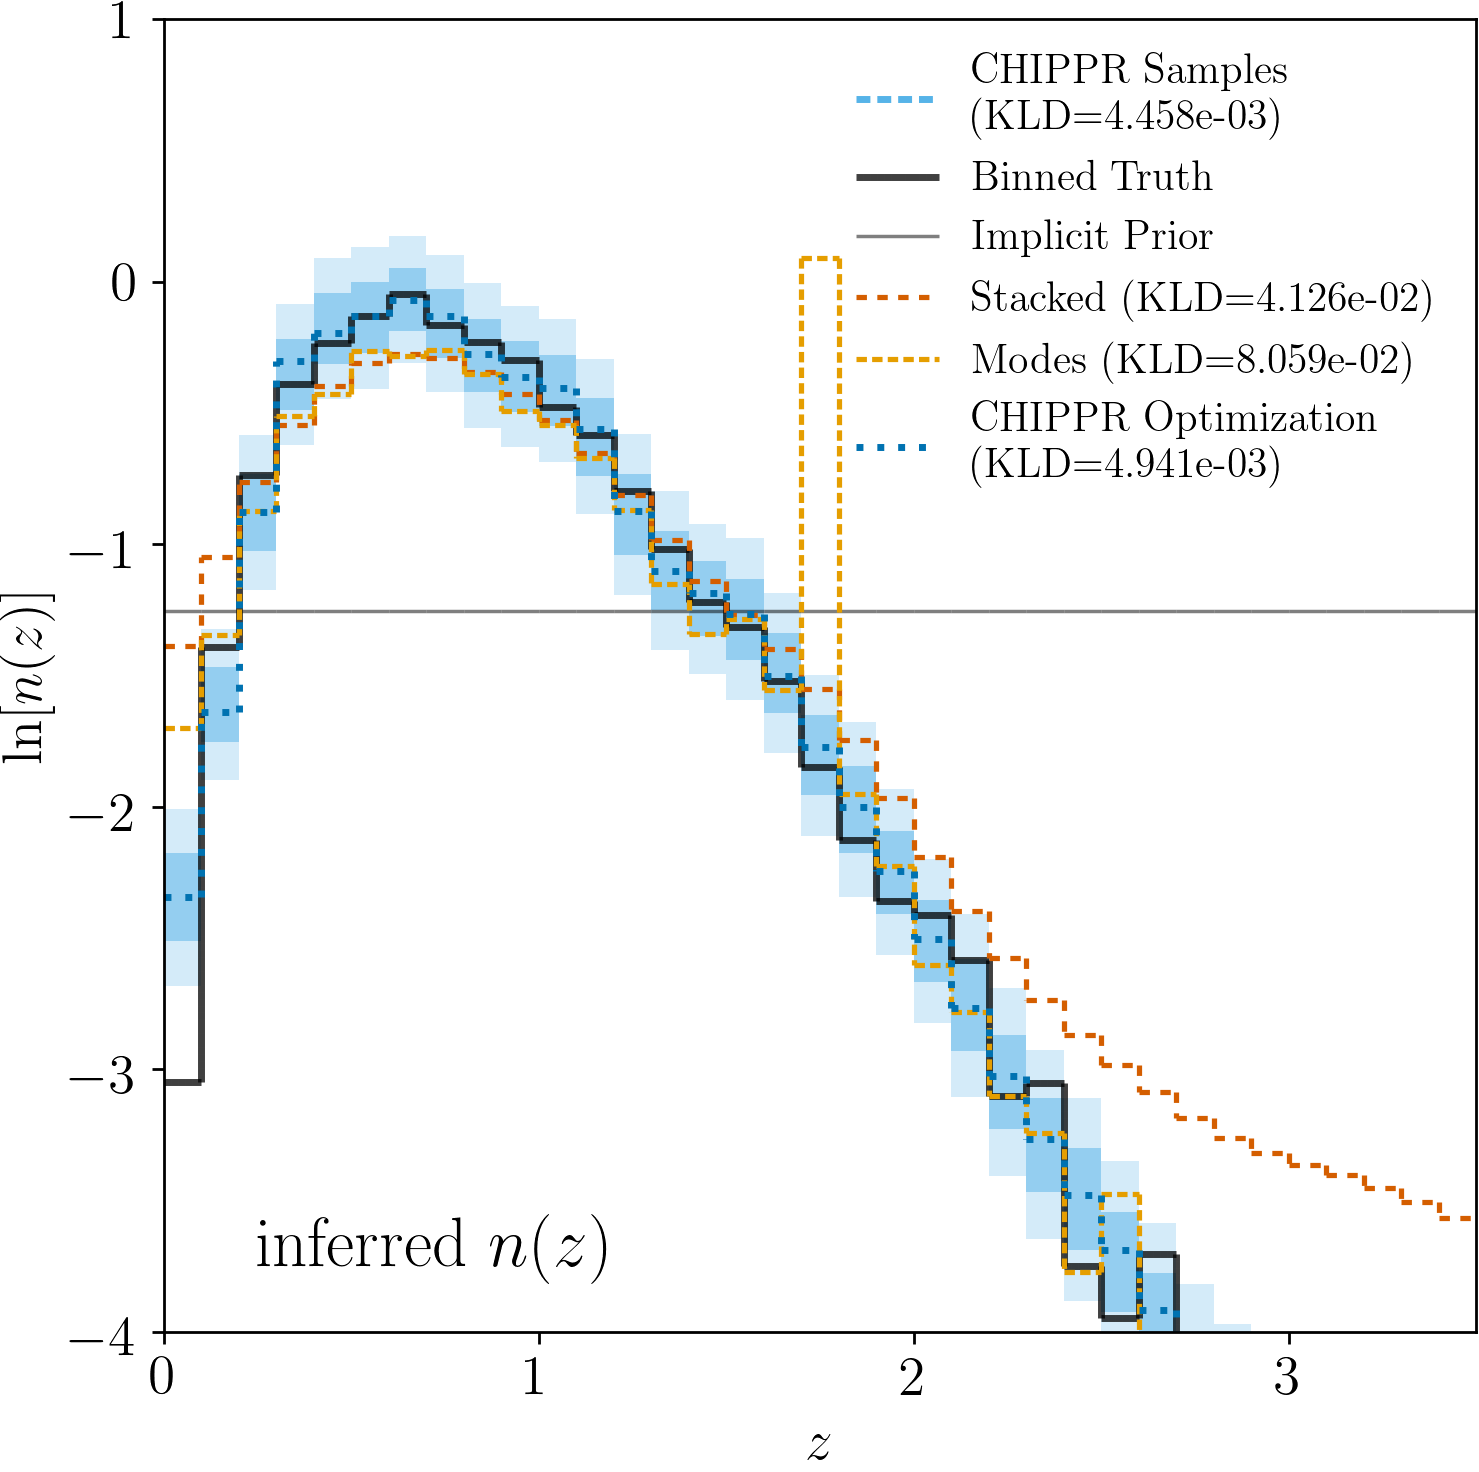 1
0
−1
−2
−3
−4
ln[n(z)]
CHIPPR Samples
(KLD=4.458e-03)
Binned Truth
Implicit Prior
Stacked (KLD=4.126e-02)
Modes (KLD=8.059e-02)
CHIPPR Optimization
(KLD=4.941e-03)
inferred n(z)
0 1 2 3
z